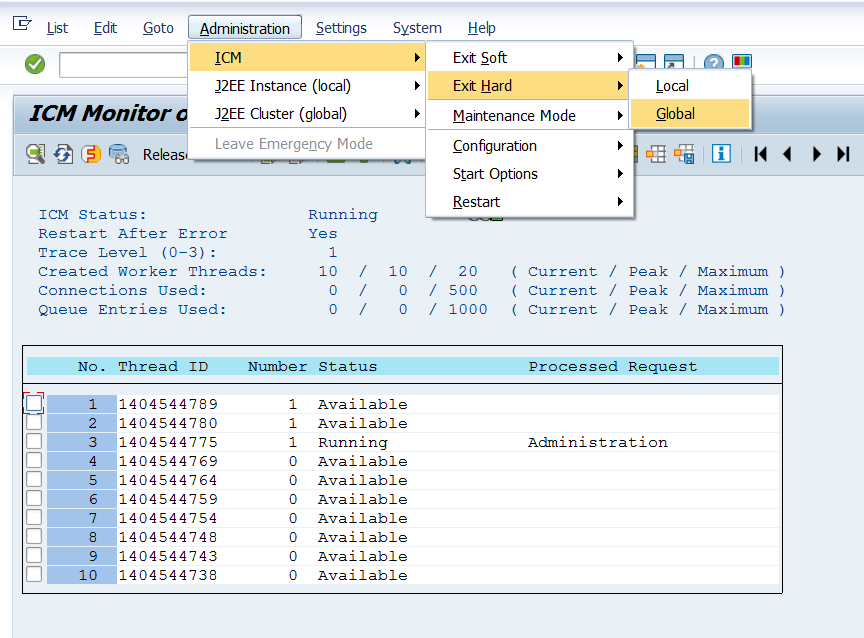 List Edit Goto Administration Settings System Help
ICM
J2EE Instance (local)
J2EE Cluster (global)
Leave Emergency Mode
Exit Soft
Exit Hard
Maintenance Mode
Configuration
Start Options
Restart
Local
Global
ICM Monitor o
Releas
ICM Status: Running
Restart After Error Yes
Trace Level (0-3): 1
Created Worker Threads: 10 / 10 / 20 ( Current / Peak / Maximum )
Connections Used: 0 / 0 / 500 ( Current / Peak / Maximum )
Queue Entries Used: 0 / 0 / 1000 ( Current / Peak / Maximum )
No. Thread ID Number Status Processed Request
1 1404544789 1 Available
2 1404544780 1 Available
3 1404544775 1 Running Administration
4 1404544769 0 Available
5 1404544764 0 Available
6 1404544759 0 Available
7 1404544754 0 Available
8 1404544748 0 Available
9 1404544743 0 Available
10 1404544738 0 Available